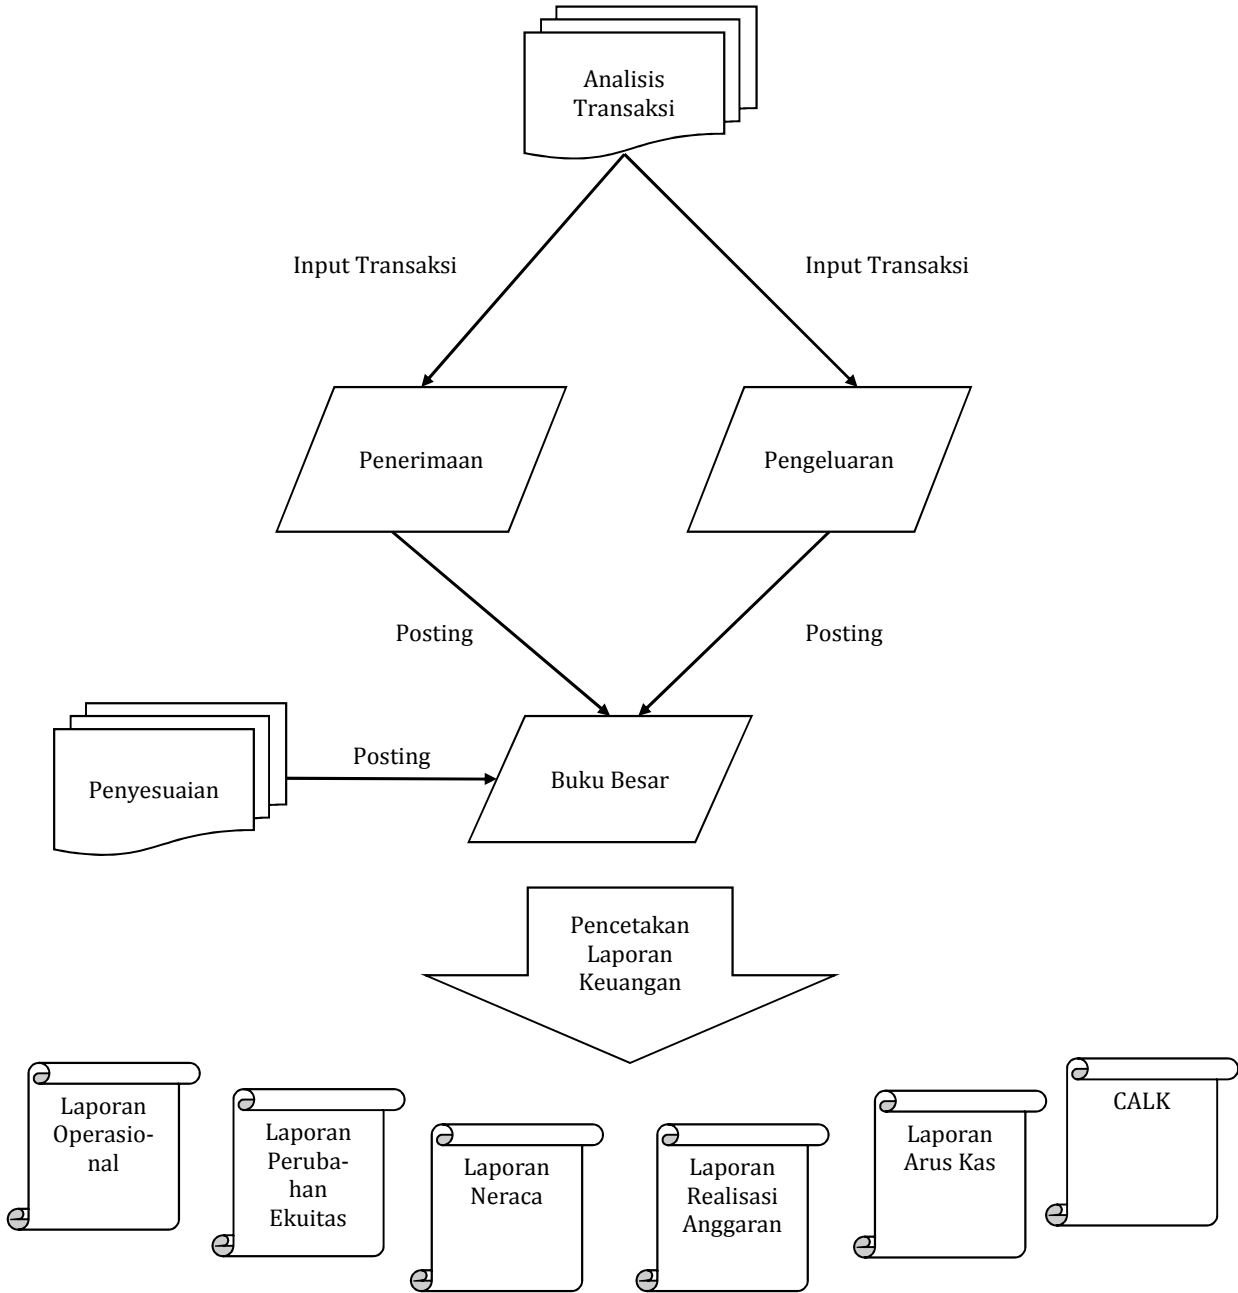 Analisis
Transaksi
Input Transaksi
Input Transaksi
Penerimaan
Pengeluaran
Posting
Posting
Penyesuaian
Posting
Buku Besar
Pencetakan
Laporan
Keuangan
Laporan
Operasio-
nal
Laporan
Peruba-
han
Ekuitas
Laporan
Neraca
Laporan
Realisasi
Anggaran
Laporan
Arus Kas
CALK